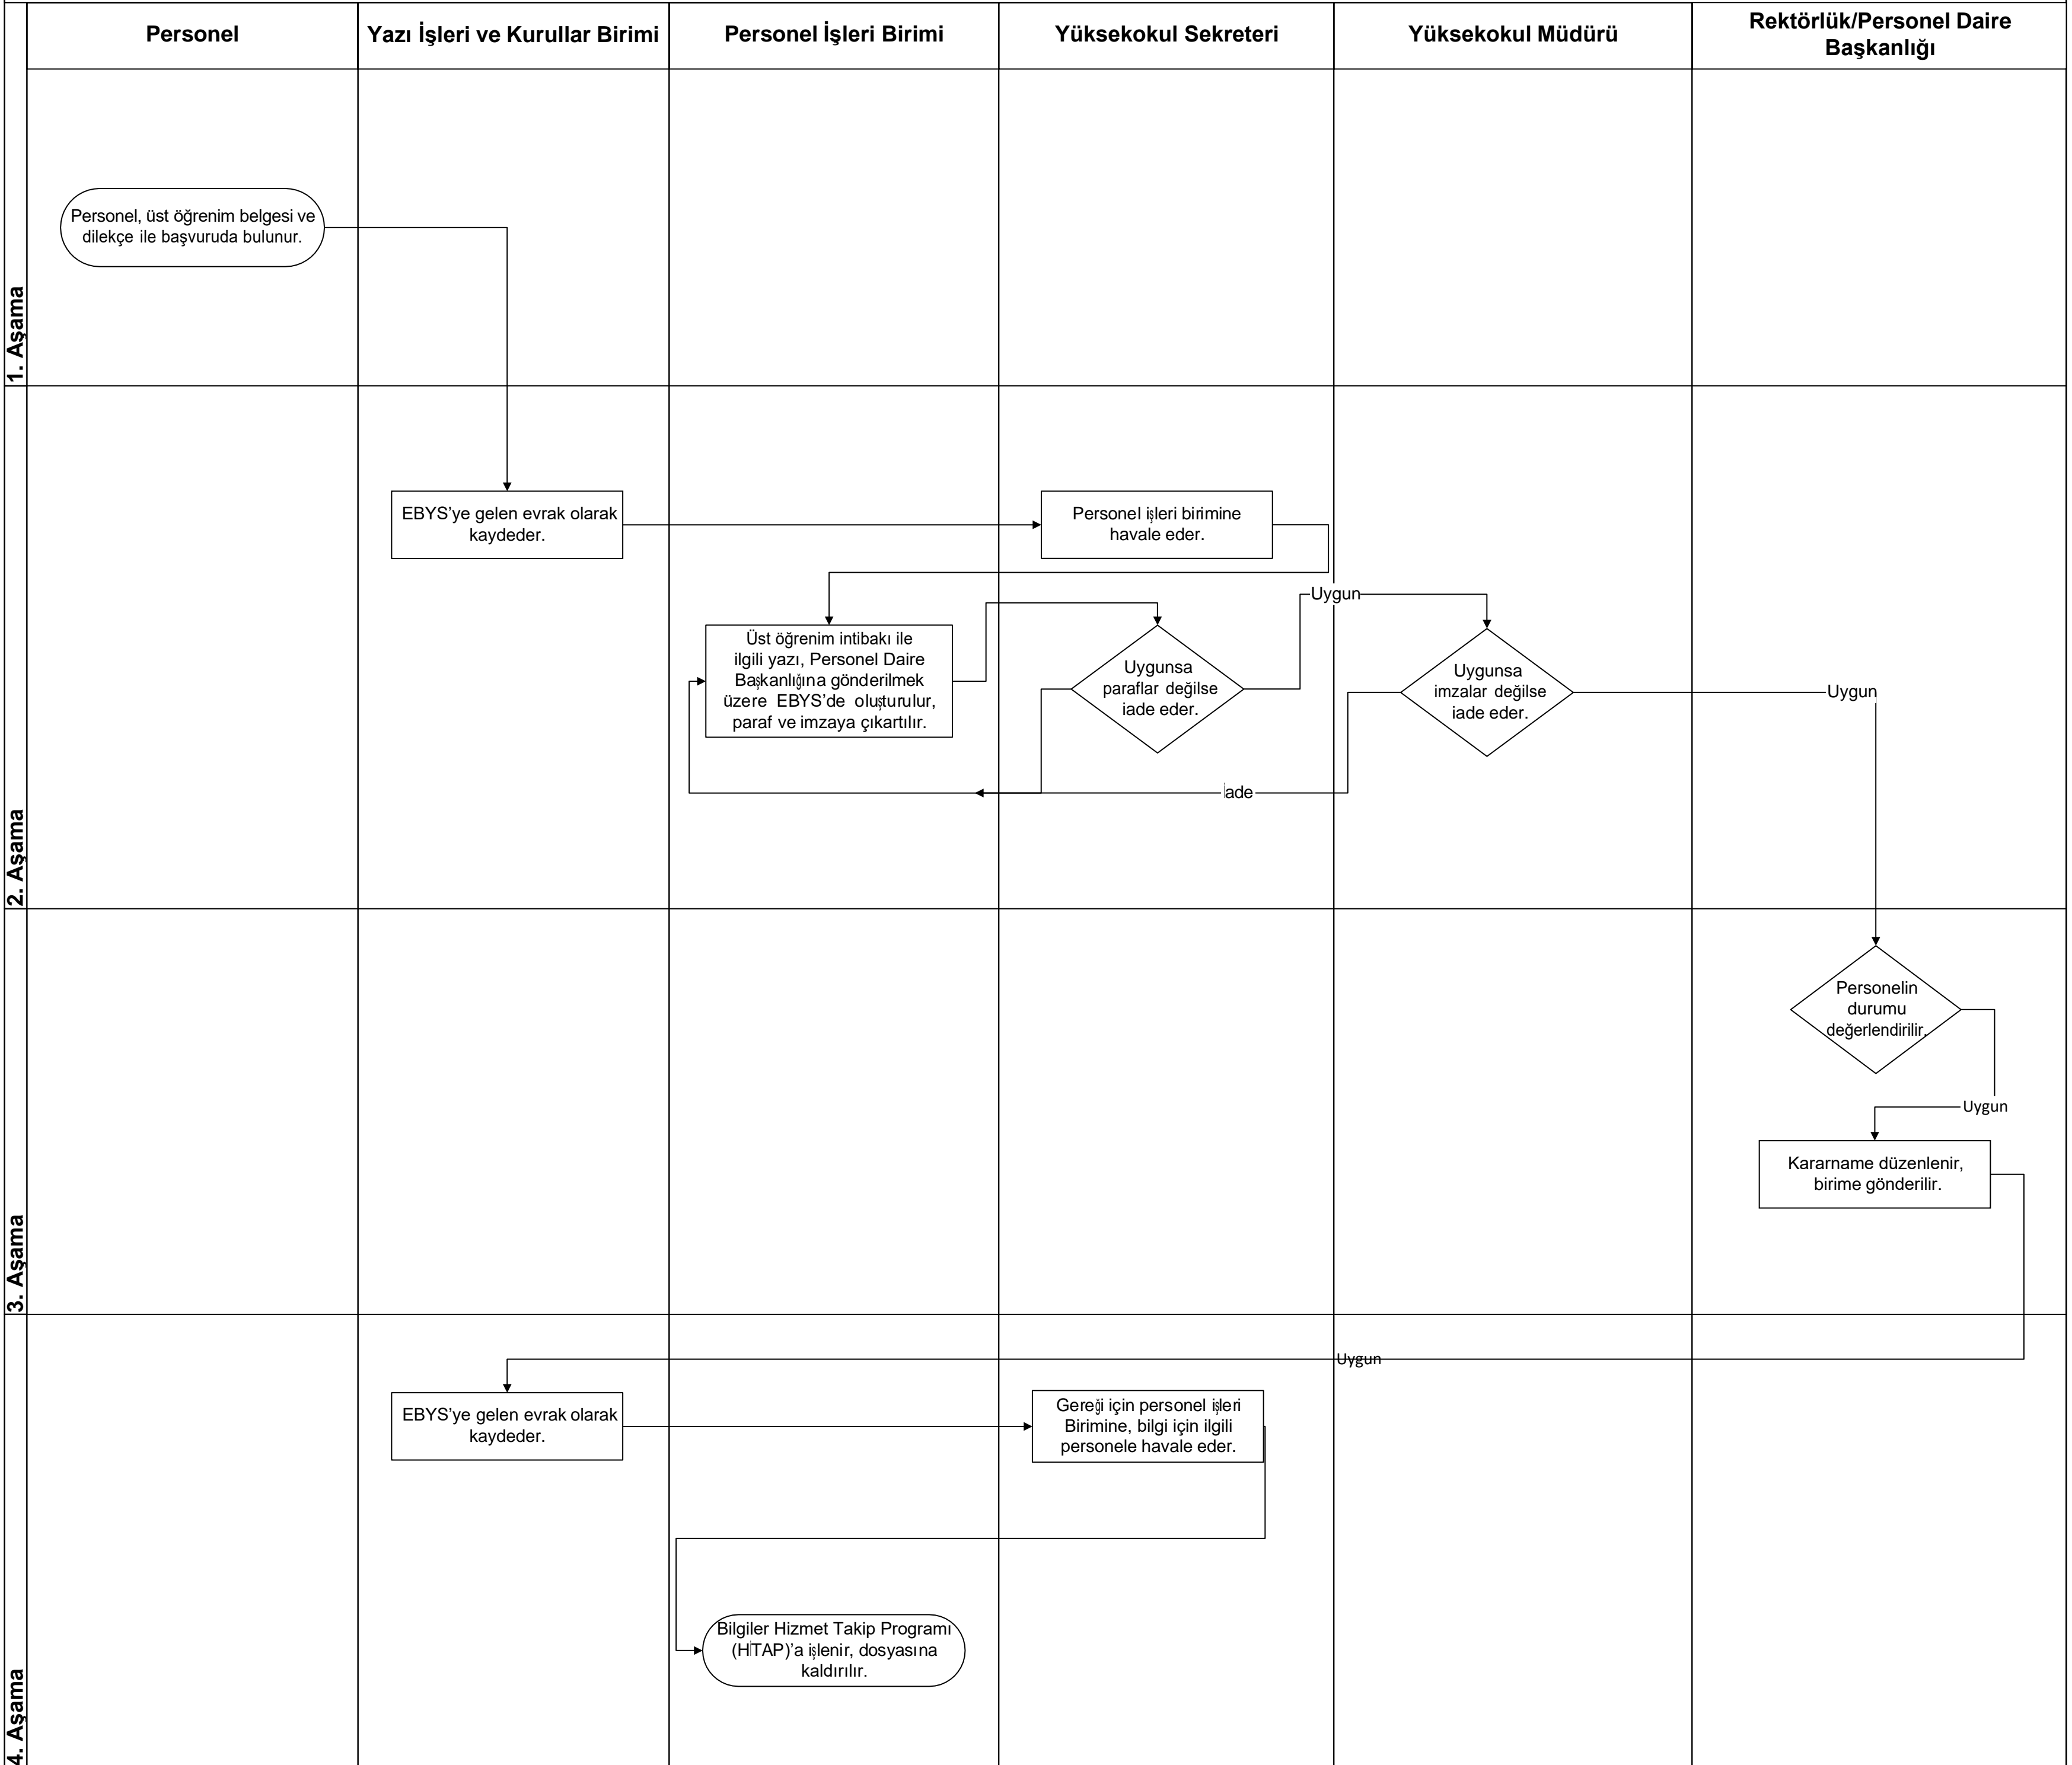 Personel
Yazı İşleri ve Kurullar Birimi
Personel İşleri Birimi
Yüksekokul Sekreteri
Yüksekokul Müdürü
Rektörlük/Personel Daire
Başkanlığı
1. Aşama
Personel, üst öğrenim belgesi ve
dilekçe ile başvuruda bulunur.
2. Aşama
EBYS’ye gelen evrak olarak
kaydeder.
Personel işleri birimine
havale eder.
Üst öğrenim intibakı ile
ilgili yazı, Personel Daire
Başkanlığına gönderilmek
üzere EBYS’de oluşturulur,
paraf ve imzaya çıkartılır.
Uygunsa
paraflar değilse
iade eder.
Uygun
Uygunsa
imzalar değilse
iade eder.
Uygun
İade
3. Aşama
Personelin
durumu
değerlendirilir.
Uygun
Kararname düzenlenir,
birime gönderilir.
4. Aşama
Uygun
EBYS’ye gelen evrak olarak
kaydeder.
Gereği için personel işleri
Birimine, bilgi için ilgili
personele havale eder.
Bilgiler Hizmet Takip Programı
(HİTAP)’a işlenir, dosyasına
kaldırılır.